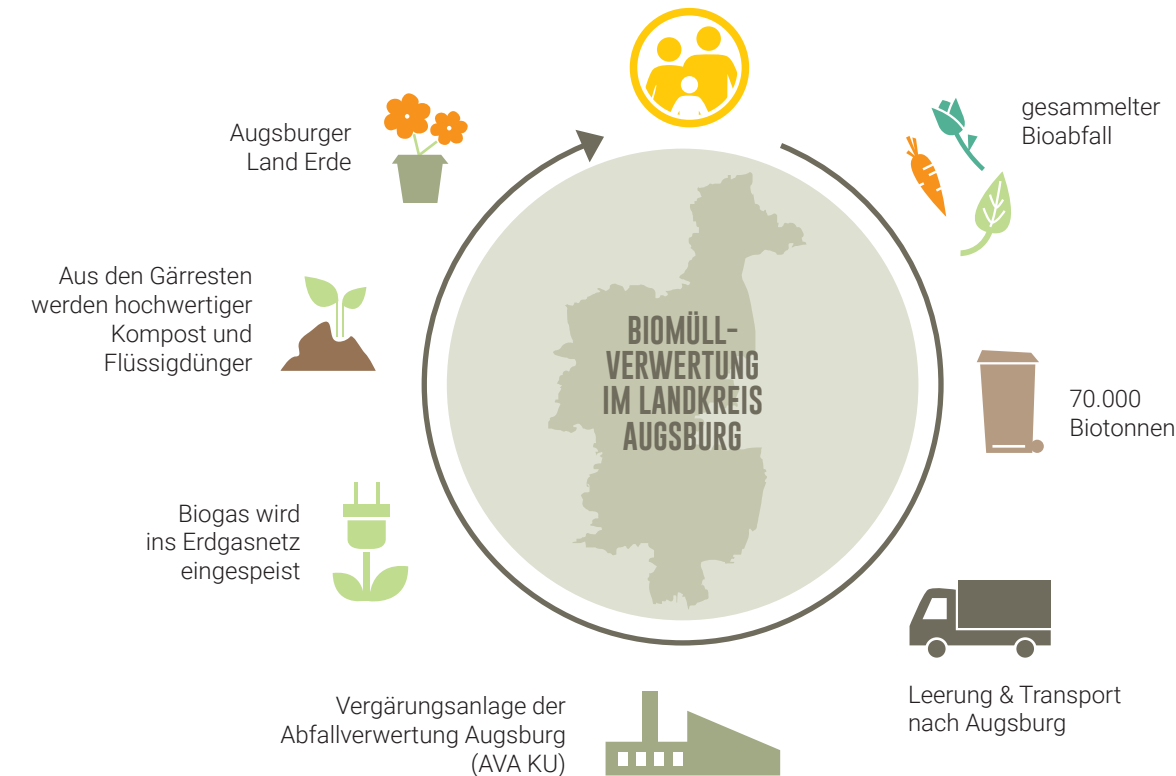 gesammelter
Bioabfall
70.000
Biotonnen
Leerung & Transport
nach Augsburg
Vergärungsanlage der
Abfallverwertung Augsburg
(AVA KU)
Biogas wird
ins Erdgasnetz
eingespeist
Aus den Gärresten
werden hochwertiger
Kompost und
Flüssigdünger
Augsburger
Land Erde
BIOMÜLL-
VERWERTUNG
IM LANDKREIS
AUGSBURG